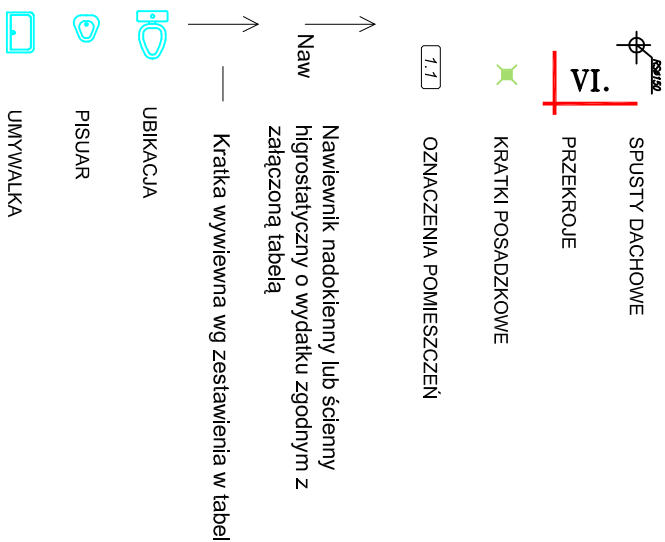 RSØ150
SPUSTY DACHOWE
VI.
PRZEKROJE
KRATKI POSADZKOWE
1.1
OZNACZENIA POMIESZCZEŃ
Naw
Nawiewnik nadokienny lub ścienny
higrostatyczny o wydatku zgodnym z
załączoną tabelą
Kratka wywiewna wg zestawienia w tabel
UBIKACJA
PISUAR
UMYWALKA